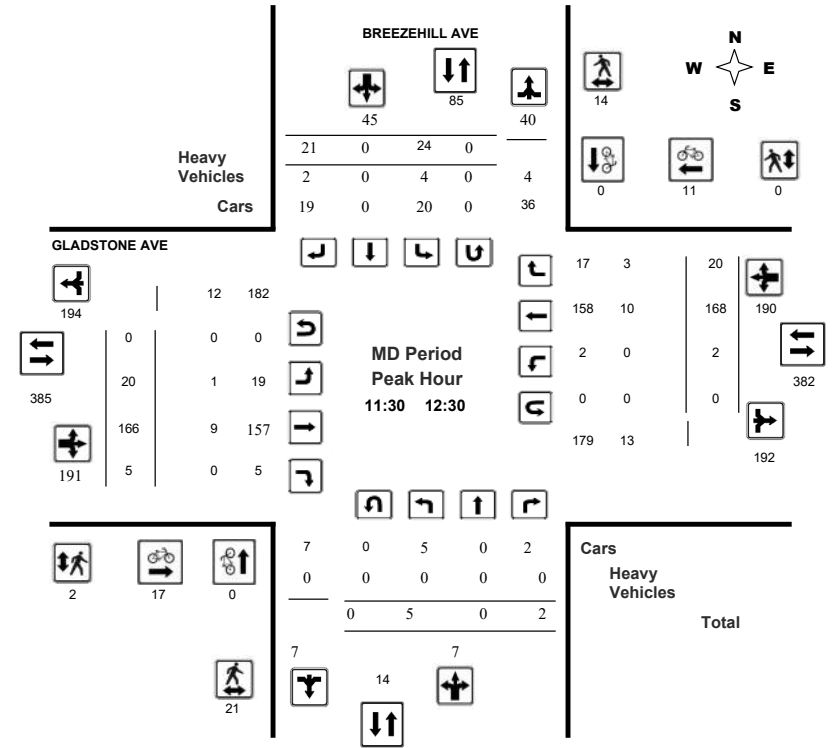 BREEZEHILL AVE
N
W E
S
85
14
45 40
21 0 24 0
Heavy
Vehicles 2 0 4 0 4
Cars 19 0 20 0 36
0 11 0
GLADSTONE AVE
17 3 20
194 12 182
158 10 168 190
0 0 0
2 0 2
MD Period
Peak Hour
11:30 12:30
385 20 1 19
382
0 0 0
166 9 157
179 13
192
191 5 0 5
7 0 5 0 2 Cars
0 0 0 0 0 Heavy
Vehicles
2 17 0
0 5 0 2 Total
7 7
14
21